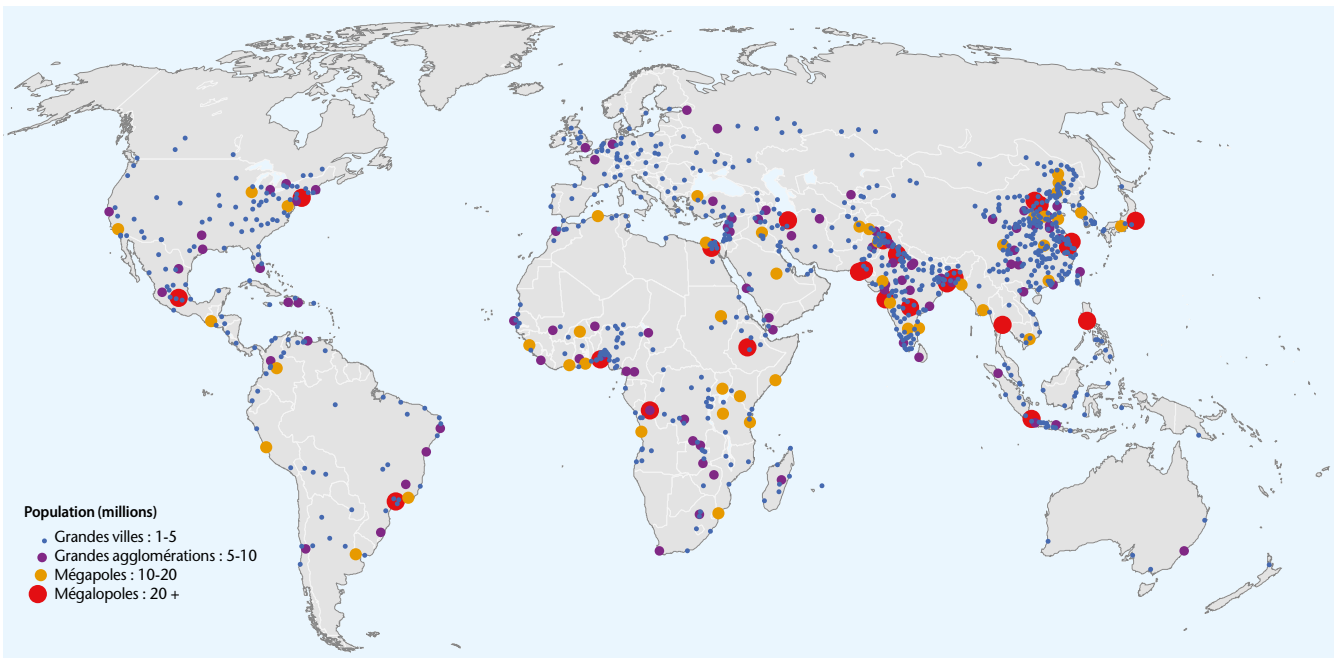 Population (millions)
Grandes villes : 1-5
Grandes agglomérations : 5-10
Mégapoles : 10-20
Mégalopoles : 20 +